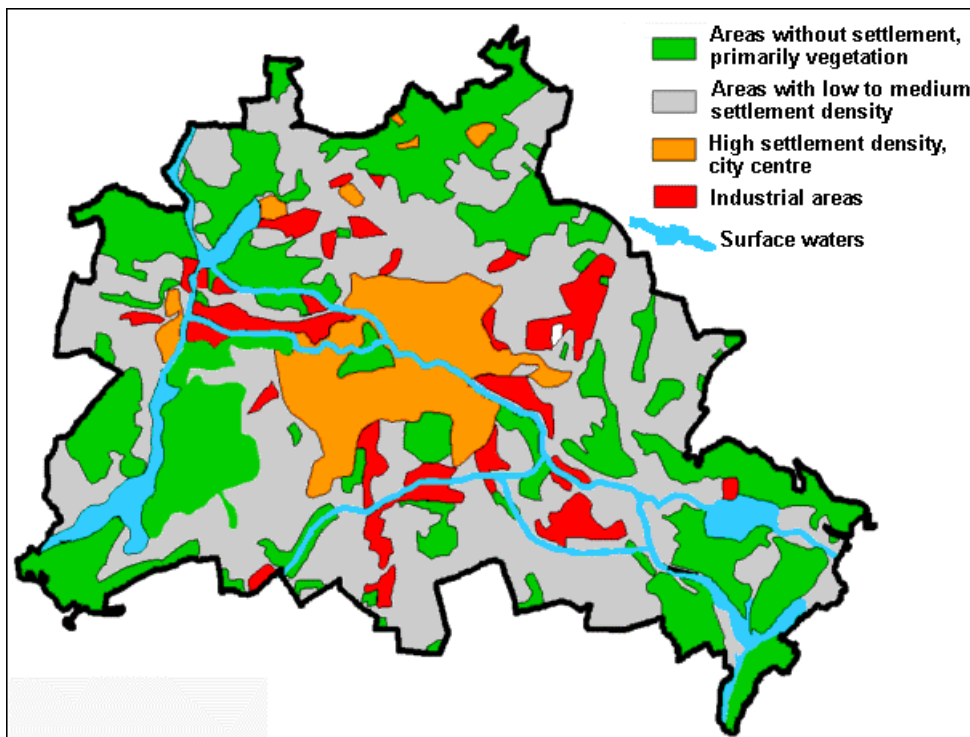 Areas without settlement,
primarily vegetation
Areas with low to medium
settlement density
High settlement density,
city centre
Industrial areas
Surface waters